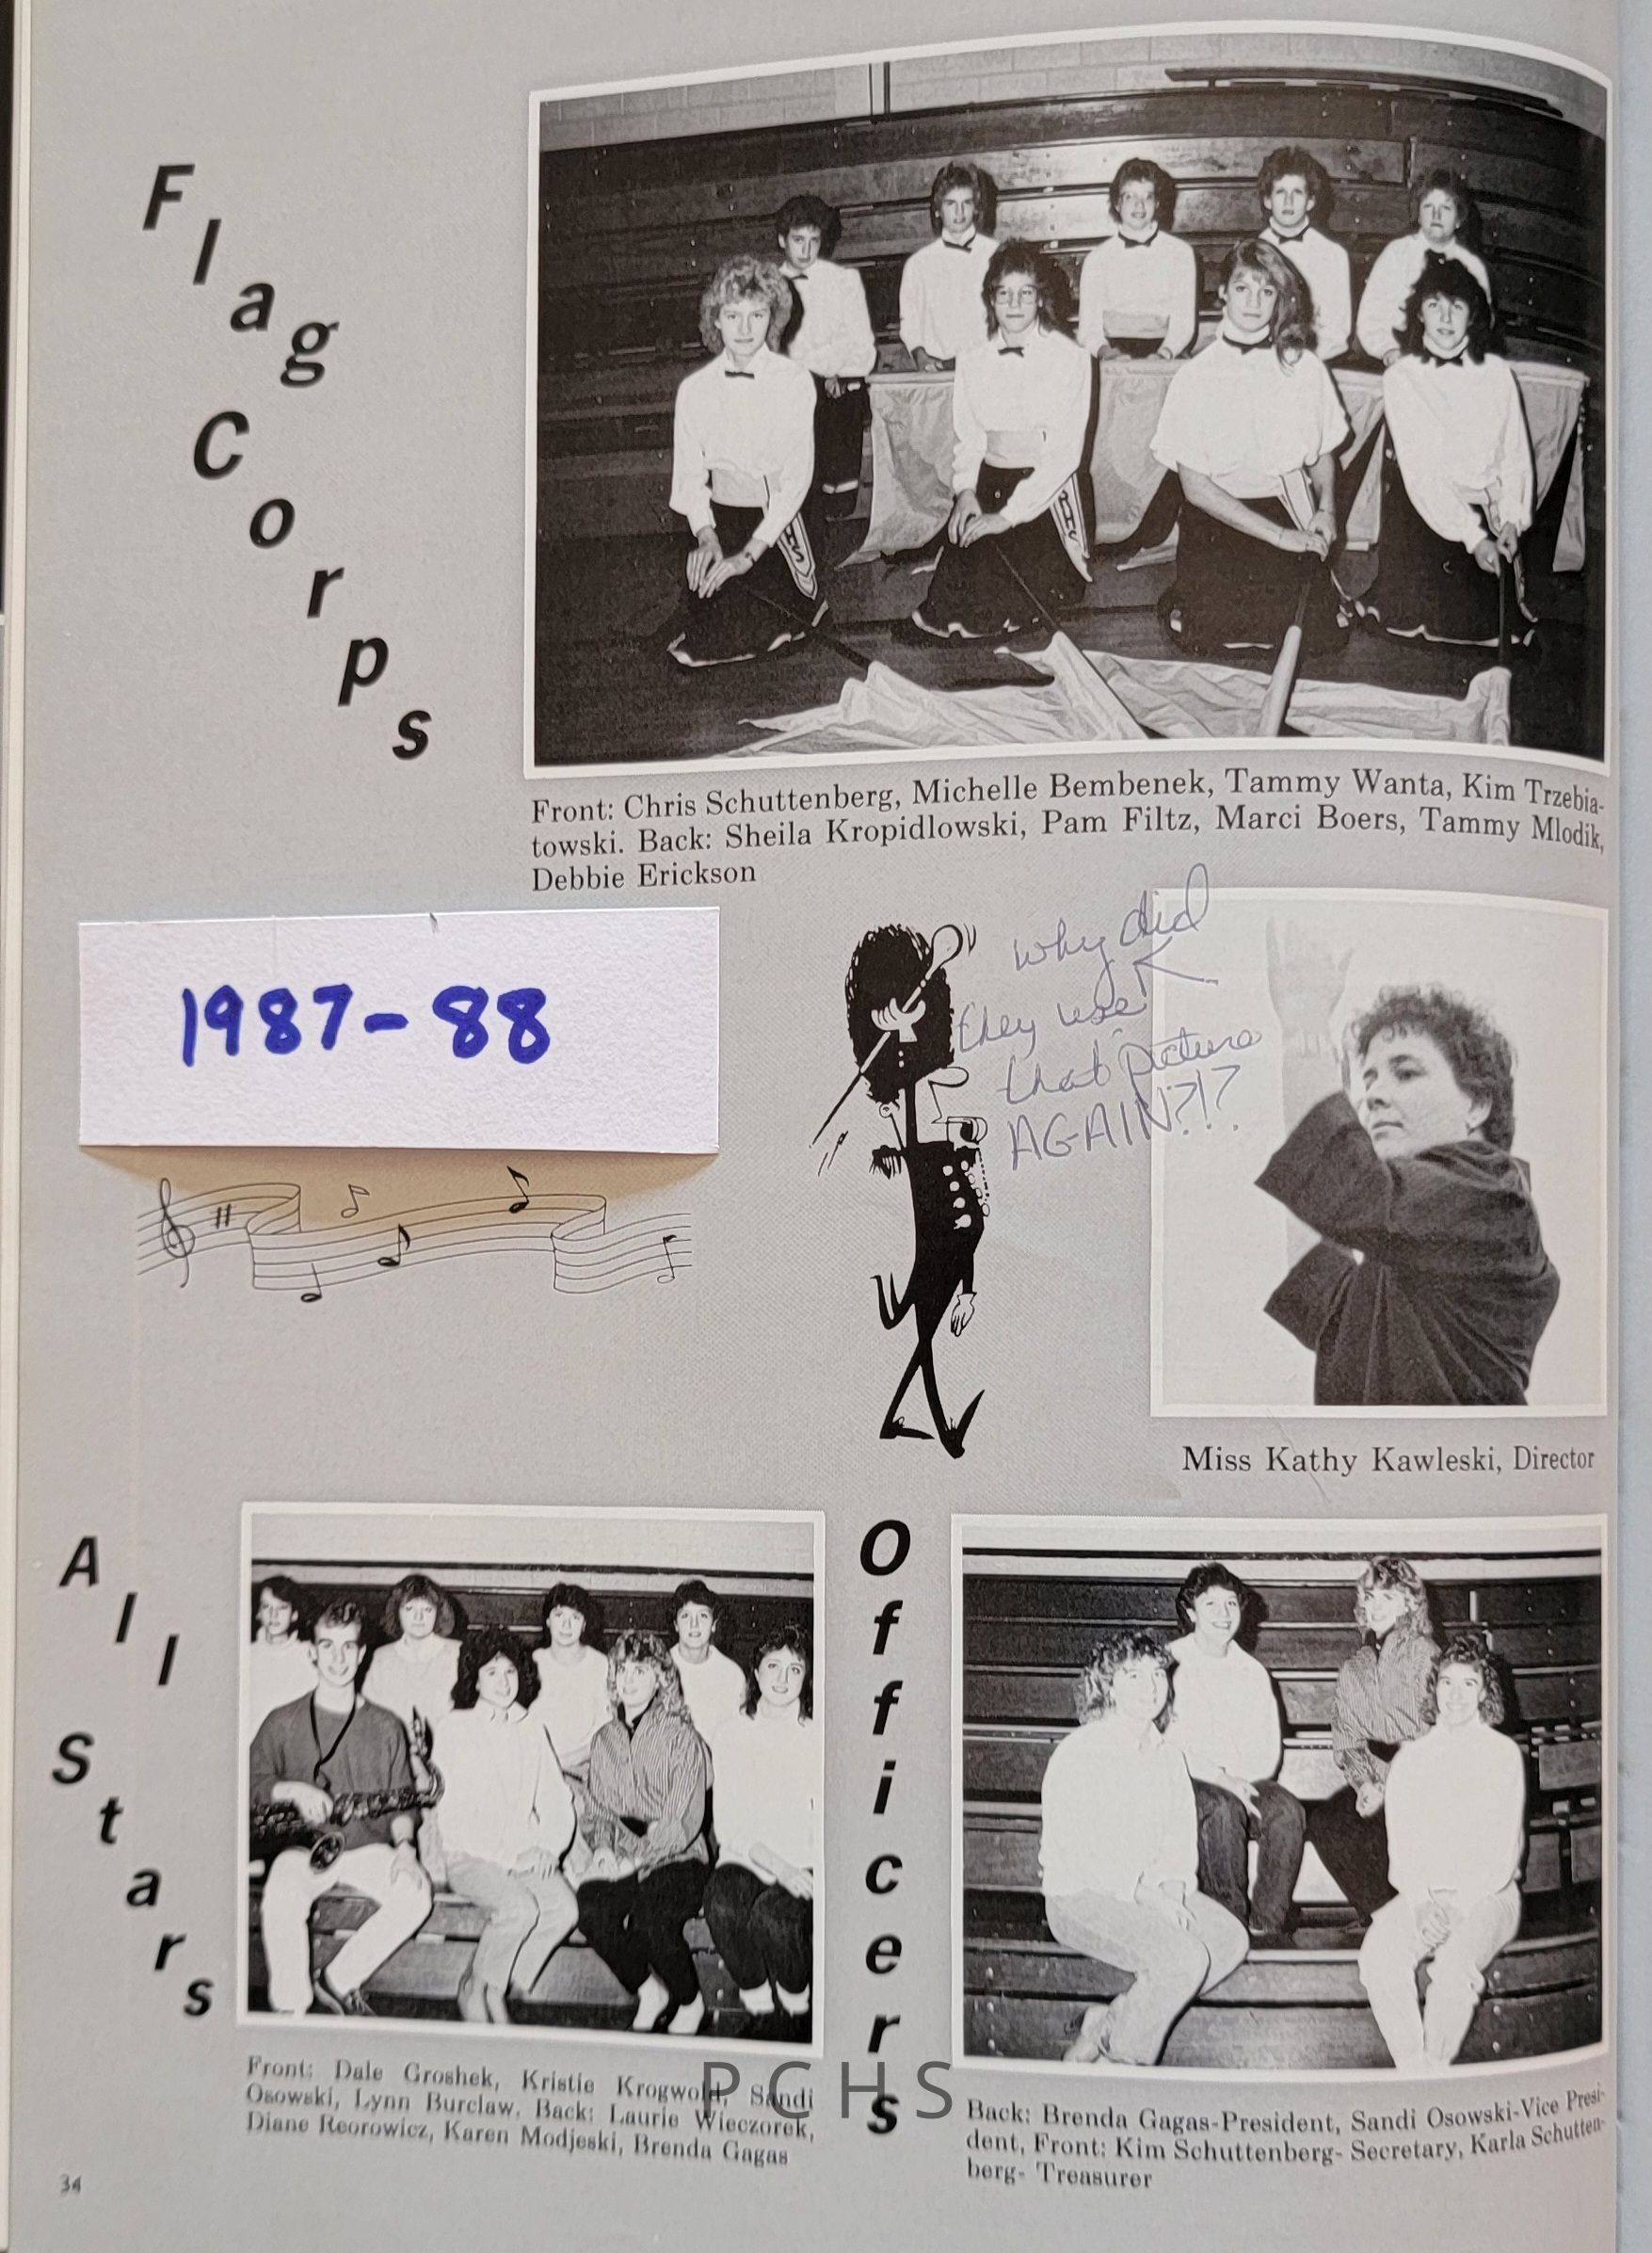 Flag
Corps
Front: Chris Schuttenberg, Michelle Bembenek, Tammy Wanta, Kim Trzebia-
towski. Back: Sheila Kropidlowski, Pam Filtz, Marci Boers, Tammy Mlodik,
Debbie Erickson
1987-88
why did
they use
that picture
AGAIN?!?
Miss Kathy Kawleski, Director
All
Stars
Officers
Front: Dale Groshek, Kristie Krogwold, Sandi
Osowski, Lynn Burclaw. Back: Laurie Wieczorek,
Diane Reorowicz, Karen Modjeski, Brenda Gagas
Back: Brenda Gagas-President, Sandi Osowski-Vice Presi-
dent, Front: Kim Schuttenberg- Secretary, Karla Schutten-
berg- Treasurer
PCHS
34